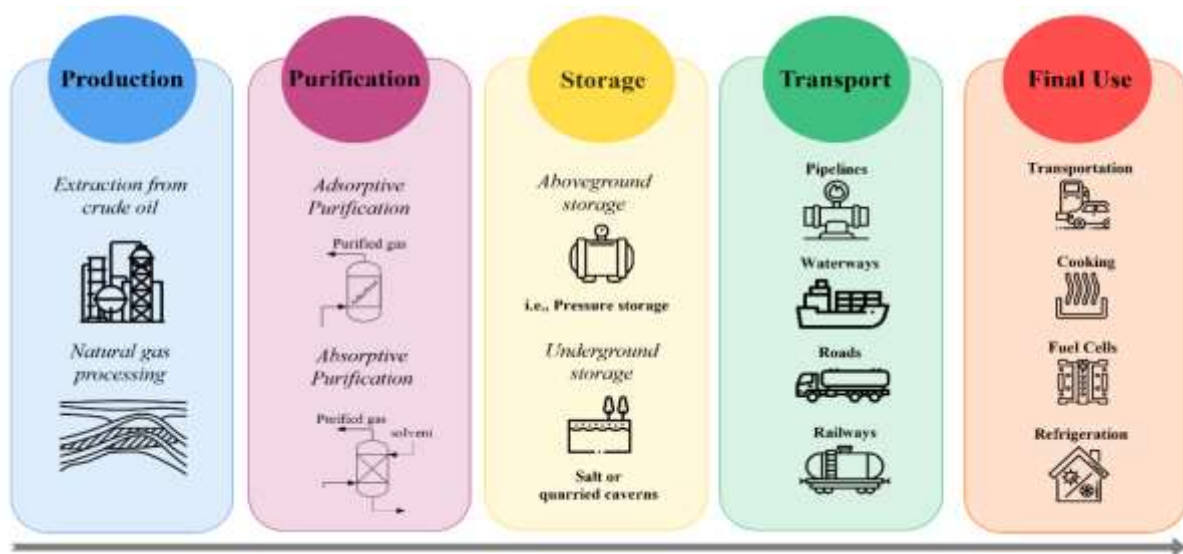 Production
Extraction from
crude oil
Natural gas
processing
Purification
Adsorptive
Purification
Purified gas
Absorptive
Purification
Purified gas
solvent
Storage
Aboveground
storage
i.e., Pressure storage
Underground
storage
Salt or
quarried caverns
Transport
Pipelines
Waterways
Roads
Railways
Final Use
Transportation
Cooking
Fuel Cells
Refrigeration